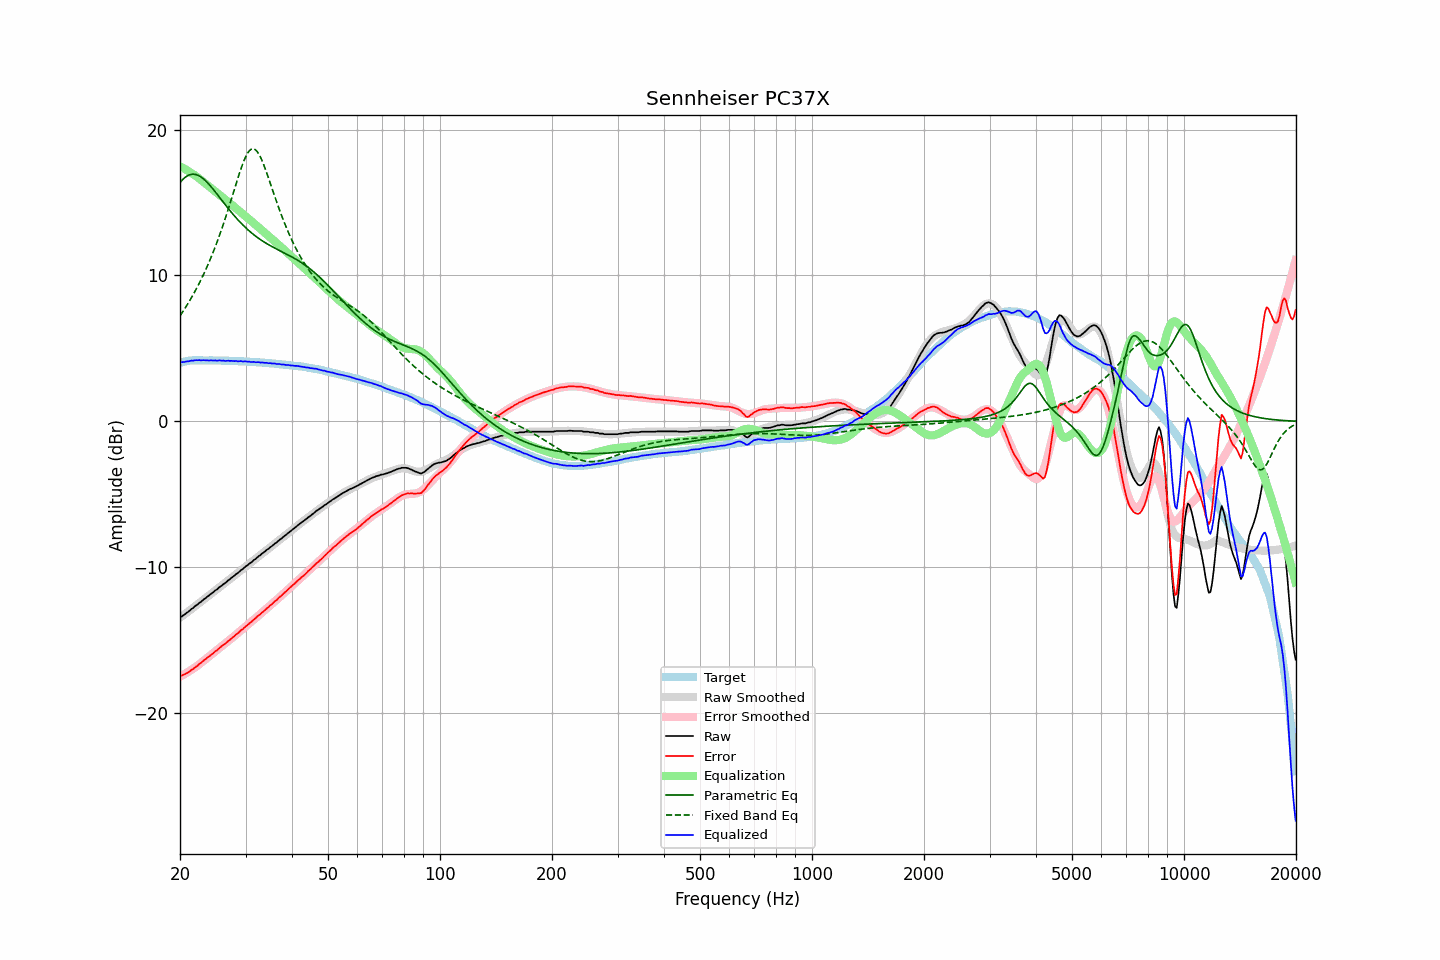 Sennheiser PC37X
20
10
0
−10
−20
Amplitude (dBr)
Target
Raw Smoothed
Error Smoothed
Raw
Error
Equalization
Parametric Eq
Fixed Band Eq
Equalized
20 50 100 200 500 1000 2000 5000 10000 20000
Frequency (Hz)